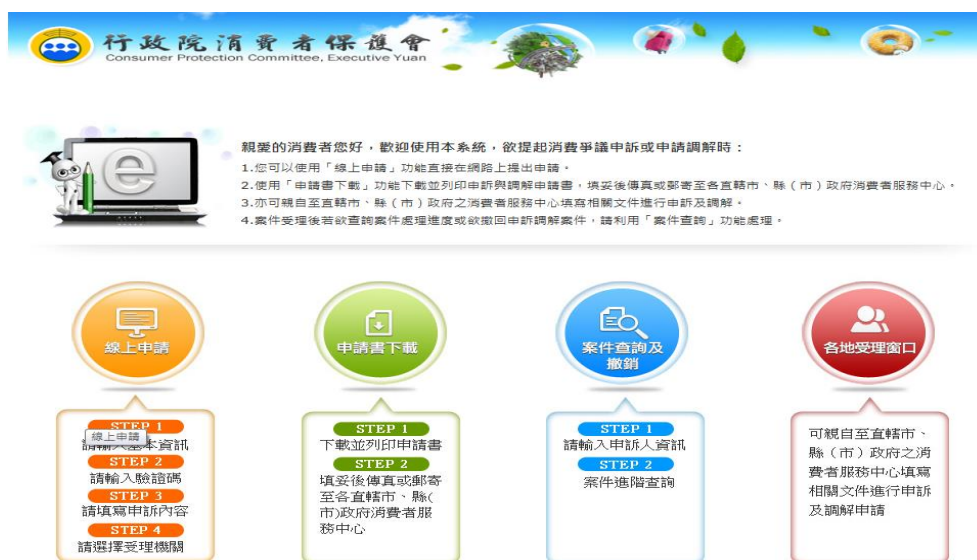 行政院消費者保護會
Consumer Protection Committee, Executive Yuan
e
親愛的消費者您好，歡迎使用本系統，欲提起消費爭議申訴或申請調解時：
1.您可以使用「線上申請」功能直接在網路上提出申請。
2.使用「申請書下載」功能下載並列印申訴與調解申請書，填妥後傳真或郵寄至各直轄市、縣（市）政府消費者服務中心。
3.亦可親自至直轄市、縣（市）政府之消費者服務中心填寫相關文件進行申訴及調解。
4.案件受理後若欲查詢案件處理進度或欲撤回申訴調解案件，請利用「案件查詢」功能處理。
線上申請
STEP 1
線上申請
請輸入基本資訊
STEP 2
請輸入驗證碼
STEP 3
請填寫申訴內容
STEP 4
請選擇受理機關
申請書下載
STEP 1
下載並列印申請書
STEP 2
填妥後傳真或郵寄
至各直轄市、縣(
市)政府消費者服
務中心
案件查詢及
撤銷
STEP 1
請輸入申訴人資訊
STEP 2
案件進階查詢
各地受理窗口
可親自至直轄市、
縣（市）政府之消
費者服務中心填寫
相關文件進行申訴
及調解申請